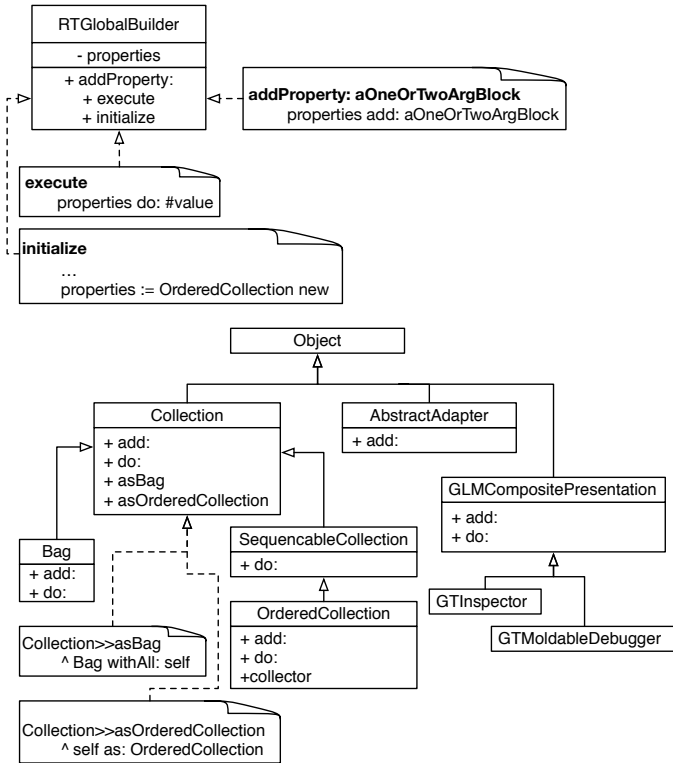 RTGlobalBuilder
- properties
+ addProperty:
+ execute
+ initialize
addProperty: aOneOrTwoArgBlock
properties add: aOneOrTwoArgBlock
execute
properties do: #value
initialize
...
properties := OrderedCollection new
Object
Collection
+ add:
+ do:
+ asBag
+ asOrderedCollection
AbstractAdapter
+ add:
GLMCompositePresentation
+ add:
+ do:
Bag
+ add:
+ do:
SequencableCollection
+ do:
OrderedCollection
+ add:
+ do:
+collector
GTInspector
GTMoldableDebugger
Collection>>asBag
^ Bag withAll: self
Collection>>asOrderedCollection
^ self as: OrderedCollection